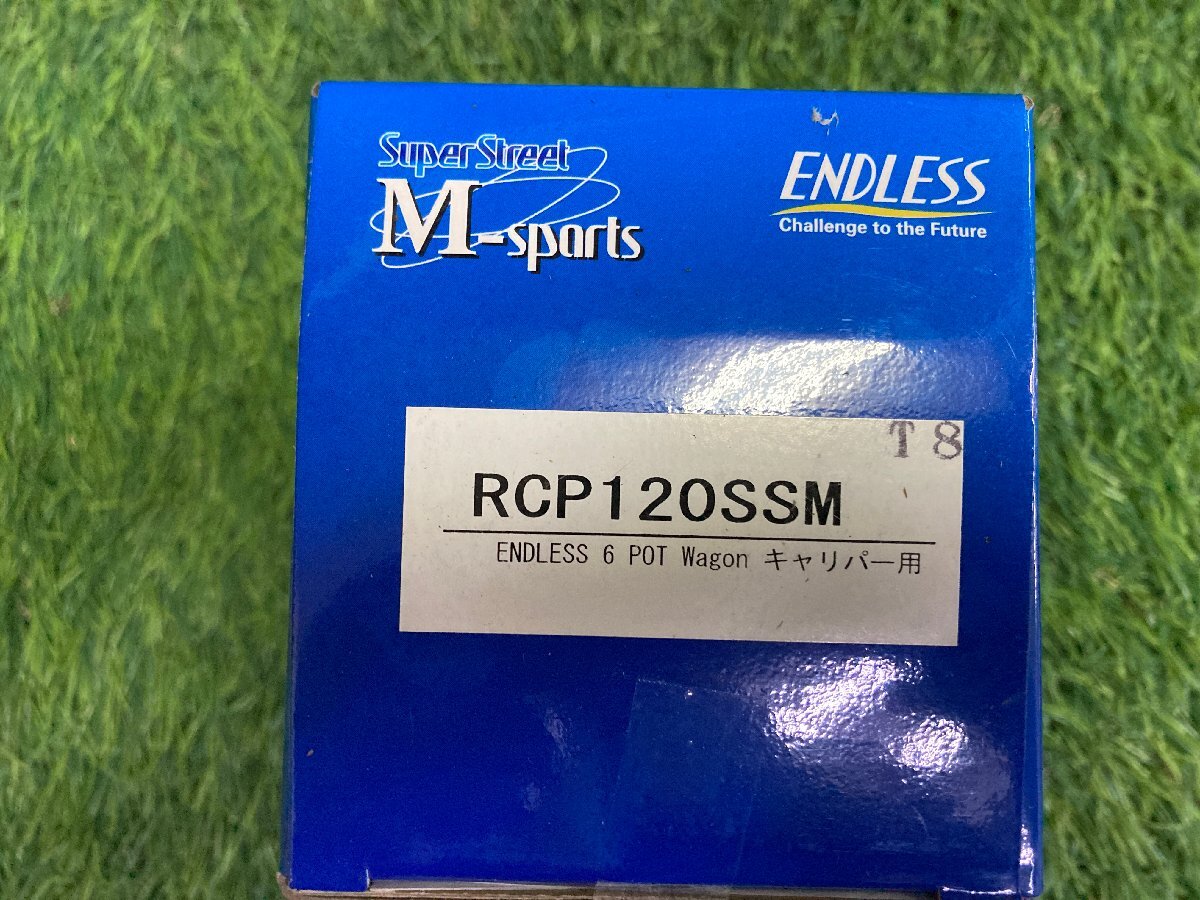 Super Street
M-sports
ENDLESS
Challenge to the Future
T8
RCP120SSM
ENDLESS 6 POT Wagon キャリパー用